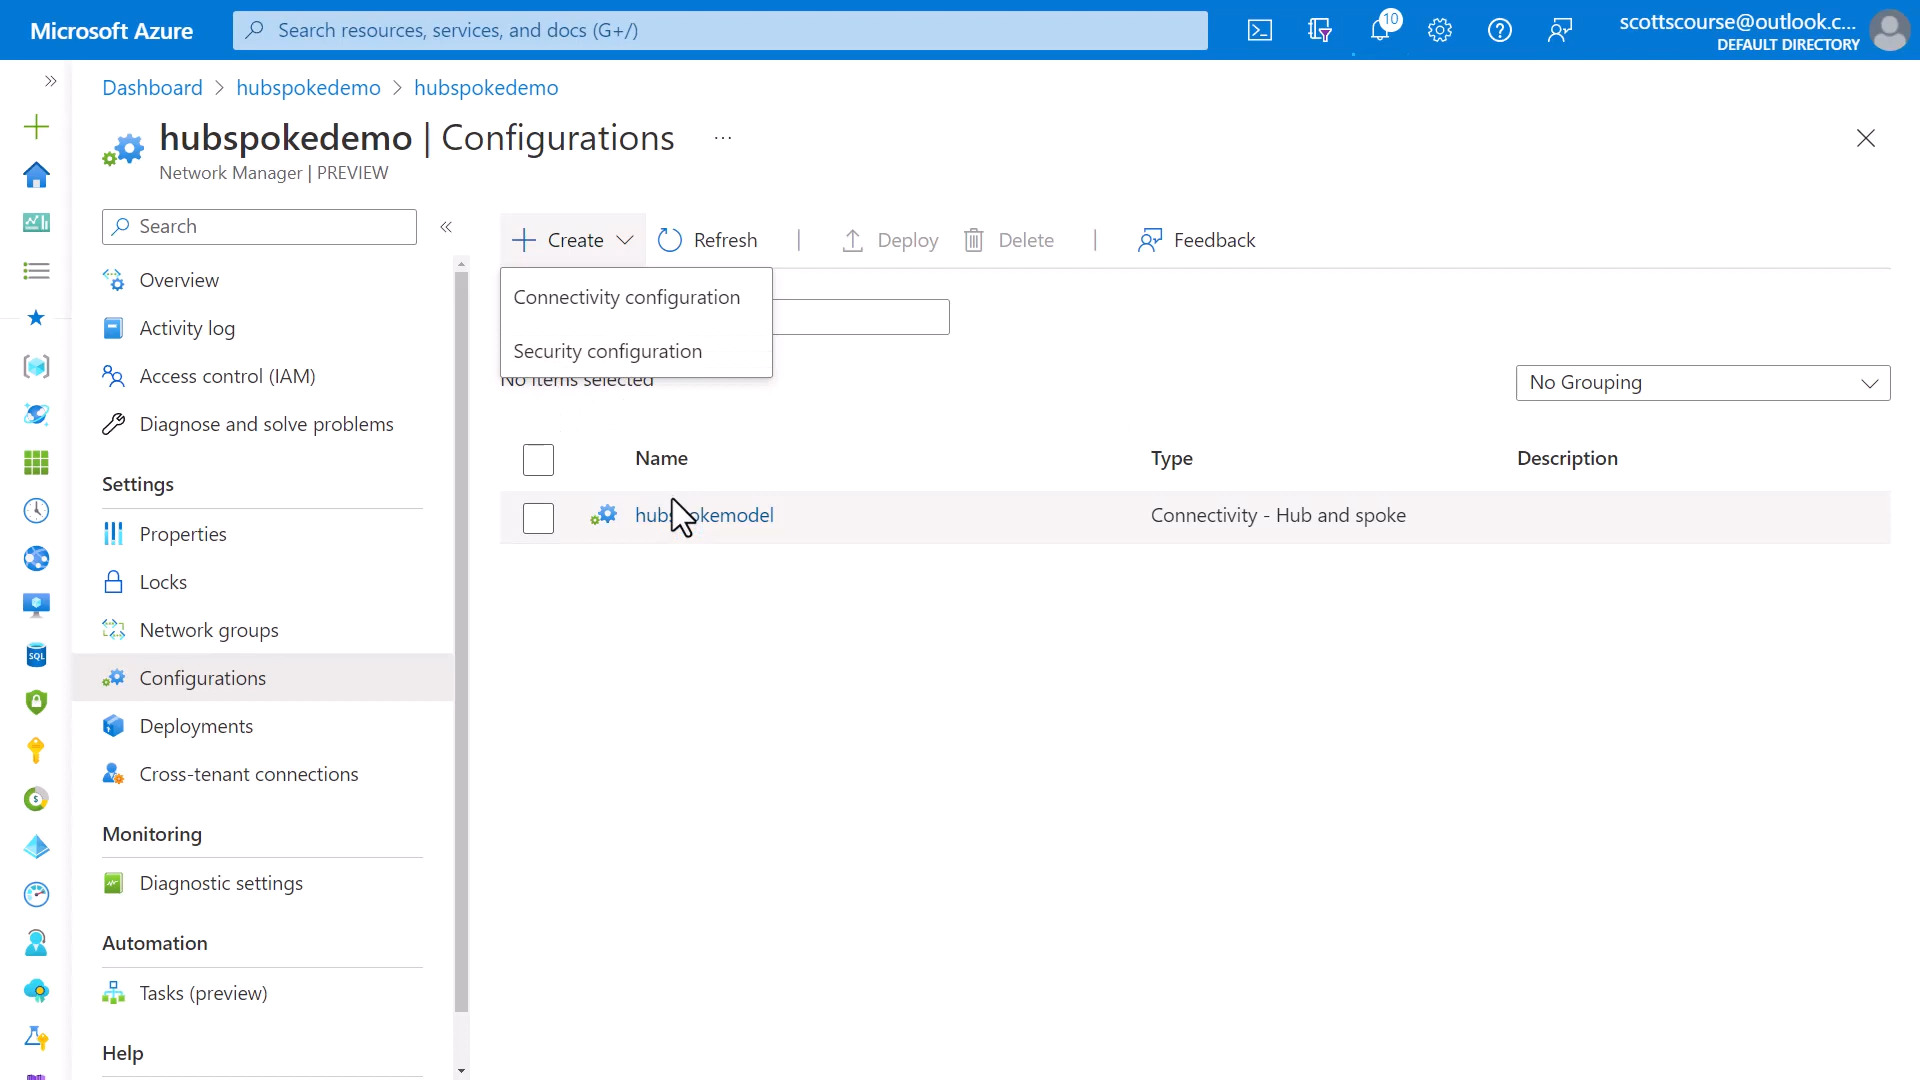 Microsoft Azure
Search resources, services, and docs (G+/)
10
scottscourse@outlook.c...
DEFAULT DIRECTORY
Dashboard > hubspokedemo > hubspokedemo
hubspokedemo | Configurations ...
Network Manager | PREVIEW
Search
Overview
Activity log
Access control (IAM)
Diagnose and solve problems
Settings
Properties
Locks
Network groups
Configurations
Deployments
Cross-tenant connections
Monitoring
Diagnostic settings
Automation
Tasks (preview)
Help
SQL
Create
Refresh
Deploy
Delete
Feedback
Connectivity configuration
Security configuration
No items selected
No Grouping
Name Type Description
hubspokemodel Connectivity - Hub and spoke